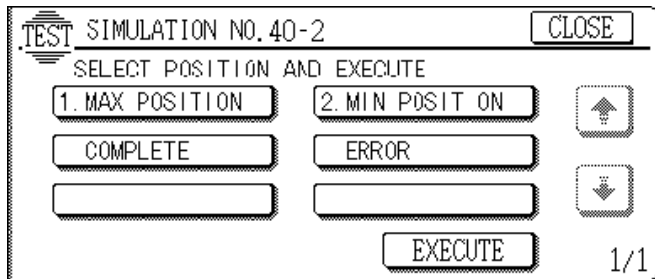 TEST SIMULATION NO.40-2 CLOSE
SELECT POSITION AND EXECUTE
1.MAX POSITION 2.MIN POSIT ON
COMPLETE ERROR
EXECUTE 1/1